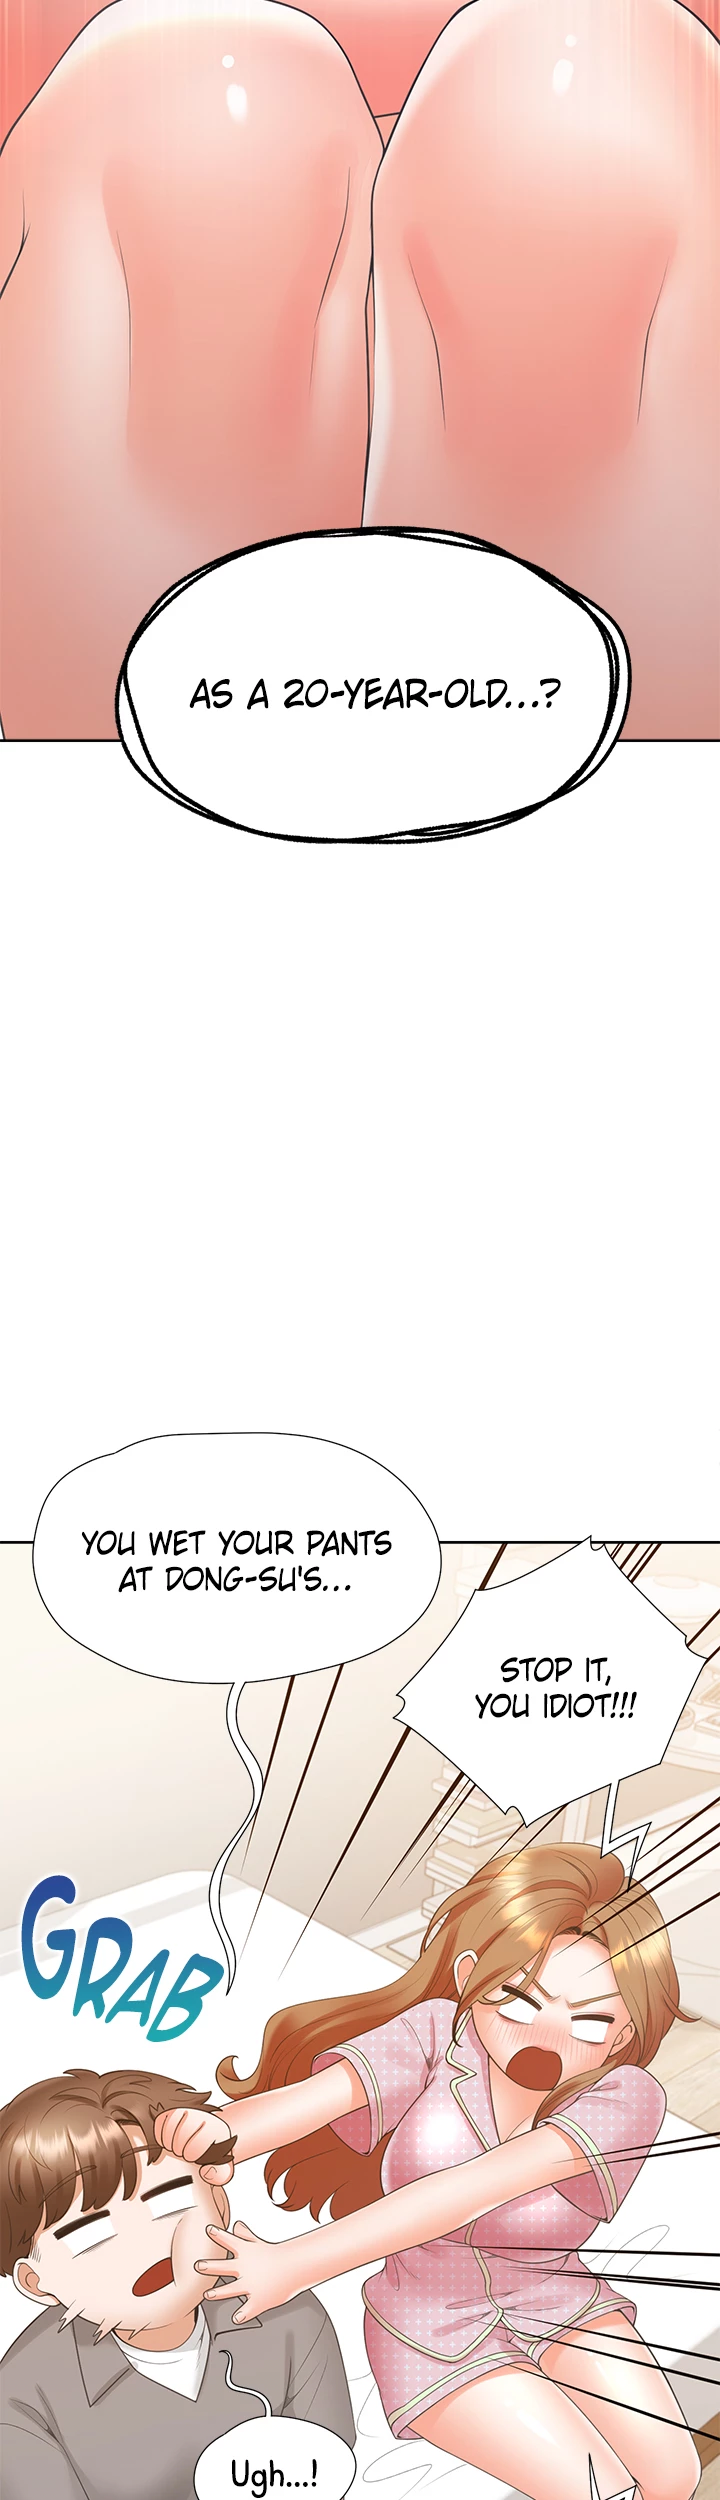 AS A 20-YEAR-OLD...?
YOU WET YOUR PANTS
AT DONG-SU'S...
STOP IT,
YOU IDIOT!!!
GRAB
Ugh...!